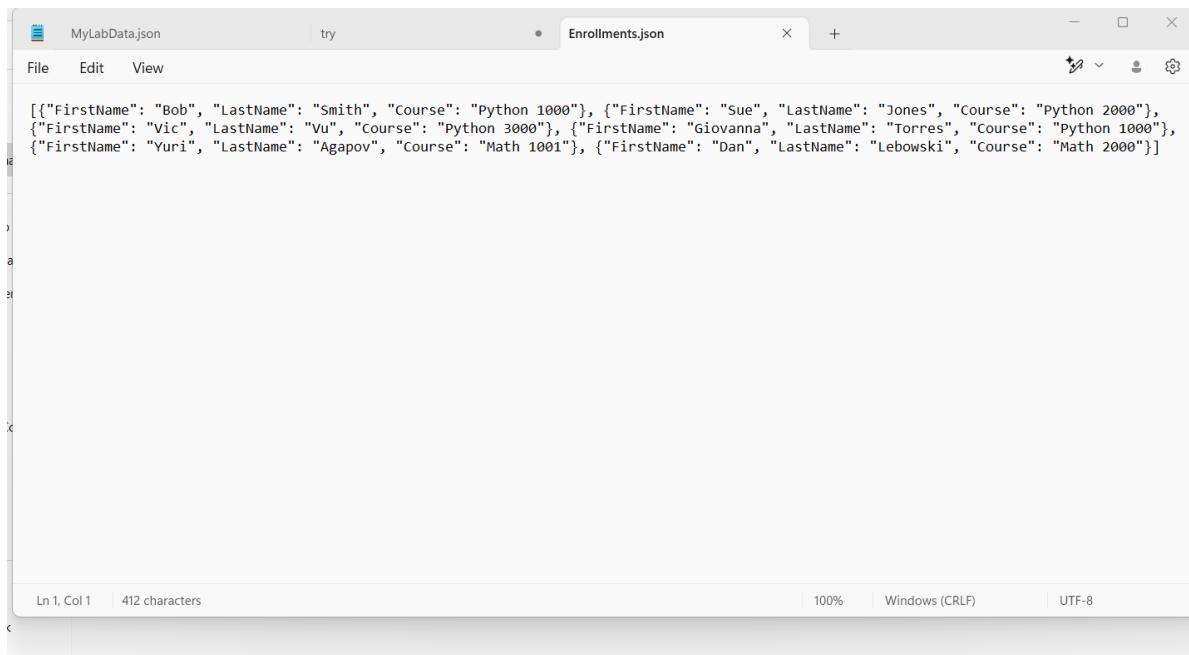 MyLabData.json
try
Enrollments.json
File Edit View
[{"FirstName": "Bob", "LastName": "Smith", "Course": "Python 1000"}, {"FirstName": "Sue", "LastName": "Jones", "Course": "Python 2000"},
{"FirstName": "Vic", "LastName": "Vu", "Course": "Python 3000"}, {"FirstName": "Giovanna", "LastName": "Torres", "Course": "Python 1000"},
{"FirstName": "Yuri", "LastName": "Agapov", "Course": "Math 1001"}, {"FirstName": "Dan", "LastName": "Lebowski", "Course": "Math 2000"}]
Ln 1, Col 1 412 characters 100% Windows (CRLF) UTF-8